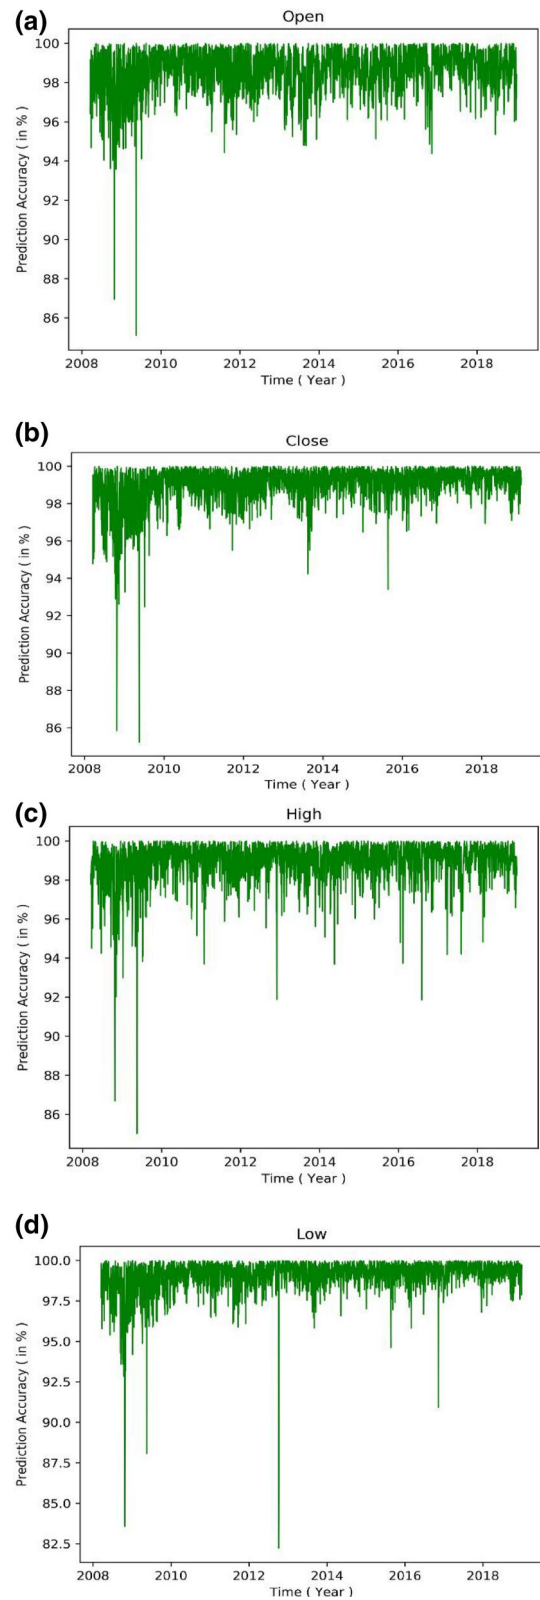 (a)
Open
100
98
96
94
92
90
88
86
Prediction Accuracy ( in % )
2008 2010 2012 2014 2016 2018
Time ( Year )
(b)
Close
100
98
96
94
92
90
88
86
Prediction Accuracy ( in % )
2008 2010 2012 2014 2016 2018
Time ( Year )
(c)
High
100
98
96
94
92
90
88
86
Prediction Accuracy ( in % )
2008 2010 2012 2014 2016 2018
Time ( Year )
(d)
Low
100.0
97.5
95.0
92.5
90.0
87.5
85.0
82.5
Prediction Accuracy ( in % )
2008 2010 2012 2014 2016 2018
Time ( Year )